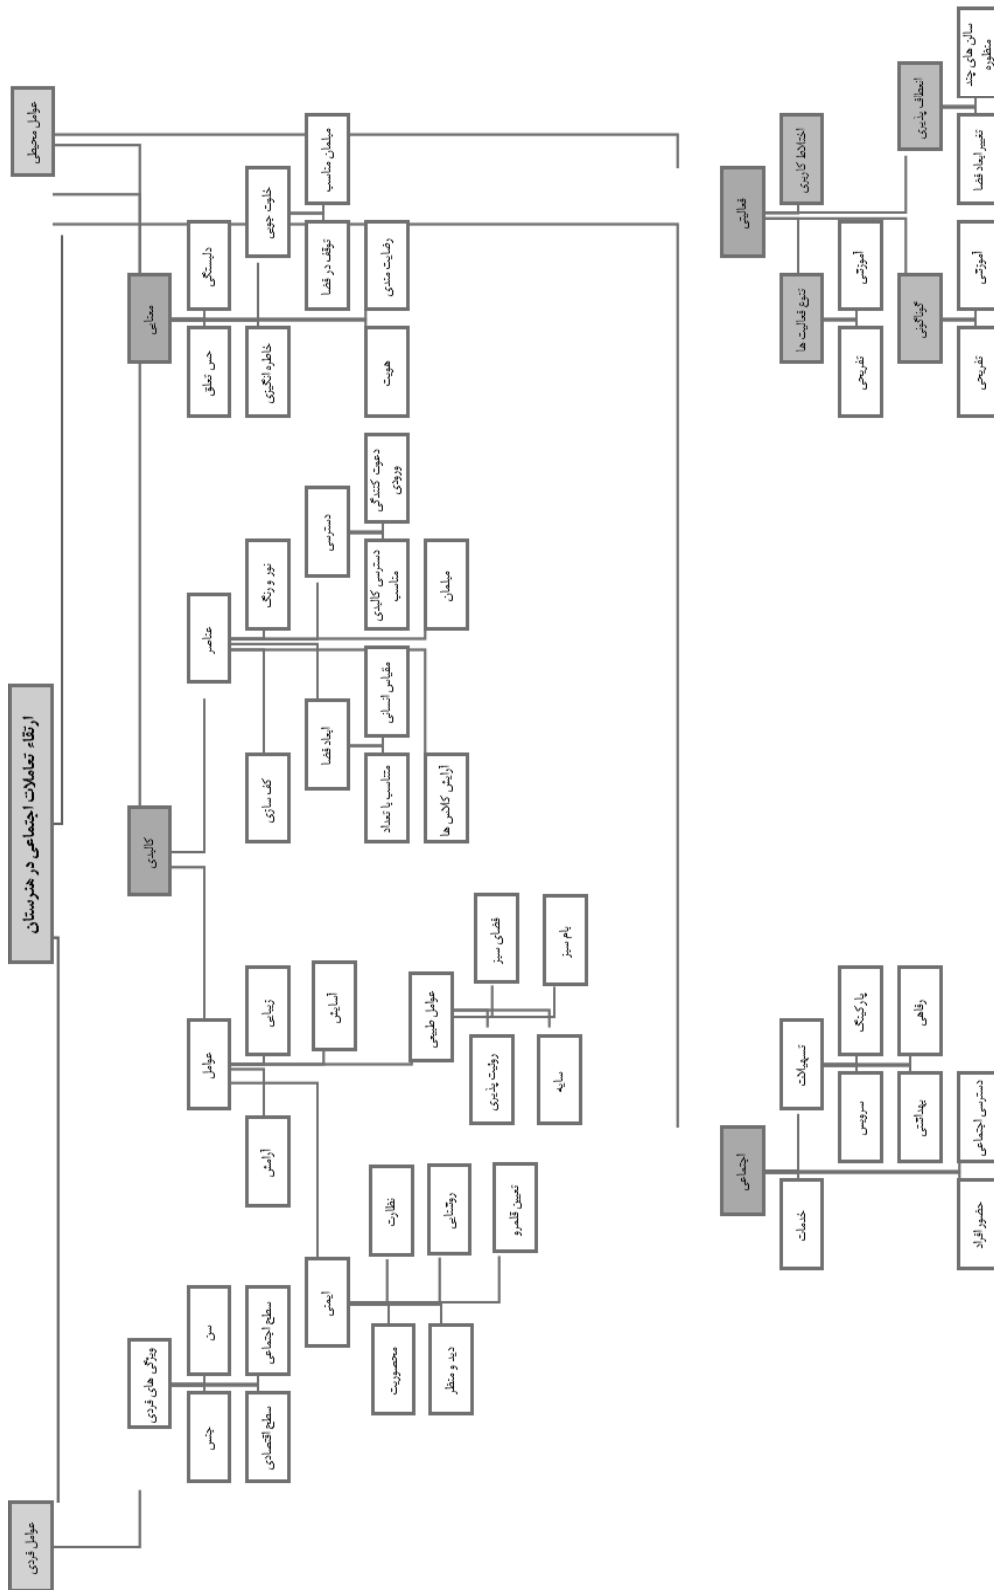 ارتقاء تعاملات اجتماعی در هنرستان
عوامل محیطی
عوامل فردی
معنایی
کالبدی
ویژگی های فردی
دلبستگی
حس تعلق
خلوت جویی
خاطره انگیزی
مبلمان مناسب
توقف در فضا
رضایت مندی
هویت
عناصر
نور و رنگ
کف سازی
دسترسی
ابعاد فضا
دعوت کنندگی
ورودی
دسترسی کالبدی
مناسب
مقیاس انسانی
متناسب با تعداد
مبلمان
آرایش کلاس ها
عوامل
زیبایی
آرامش
آسایش
ایمنی
عوامل طبیعی
فضای سبز
روئیت پذیری
بام سبز
سایه
نظارت
محصوریت
روشنایی
دید و منظر
تعیین قلمرو
سن
جنس
سطح اجتماعی
سطح اقتصادی
فعالیتی
اختلاط کاربری
تنوع فعالیت ها
آموزشی
تفریحی
انعطاف پذیری
گوناگونی
سالن های چند
منظوره
تغییر ابعاد فضا
آموزشی
تفریحی
اجتماعی
تسهیلات
خدمات
پارکینگ
سرویس
رفاهی
بهداشتی
دسترسی اجتماعی
حضور افراد